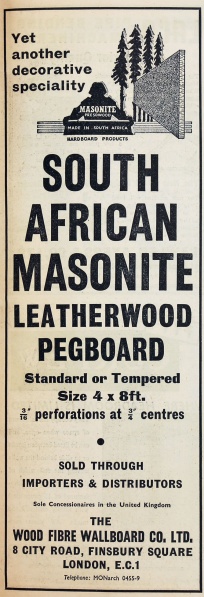 Yet
another
decorative
speciality
MASONITE
PRESDWOOD
MADE IN SOUTH AFRICA
HARDBOARD PRODUCTS
SOUTH
AFRICAN
MASONITE
LEATHERWOOD
PEGBOARD
Standard or Tempered
Size 4 x 8ft.
3/16" perforations at 3/4" centres
SOLD THROUGH
IMPORTERS & DISTRIBUTORS
Sole Concessionaires in the United Kingdom
THE
WOOD FIBRE WALLBOARD CO. LTD.
8 CITY ROAD, FINSBURY SQUARE
LONDON, E.C.1
Telephone: MONarch 0455-9